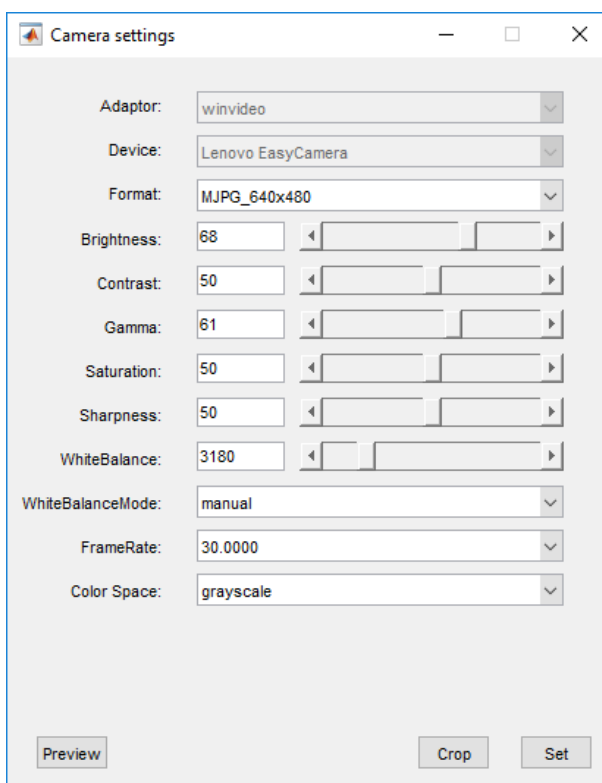 Camera settings
Adaptor: winvideo
Device: Lenovo EasyCamera
Format: MJPG_640x480
Brightness: 68
Contrast: 50
Gamma: 61
Saturation: 50
Sharpness: 50
WhiteBalance: 3180
WhiteBalanceMode: manual
FrameRate: 30.0000
Color Space: grayscale
Preview Crop Set